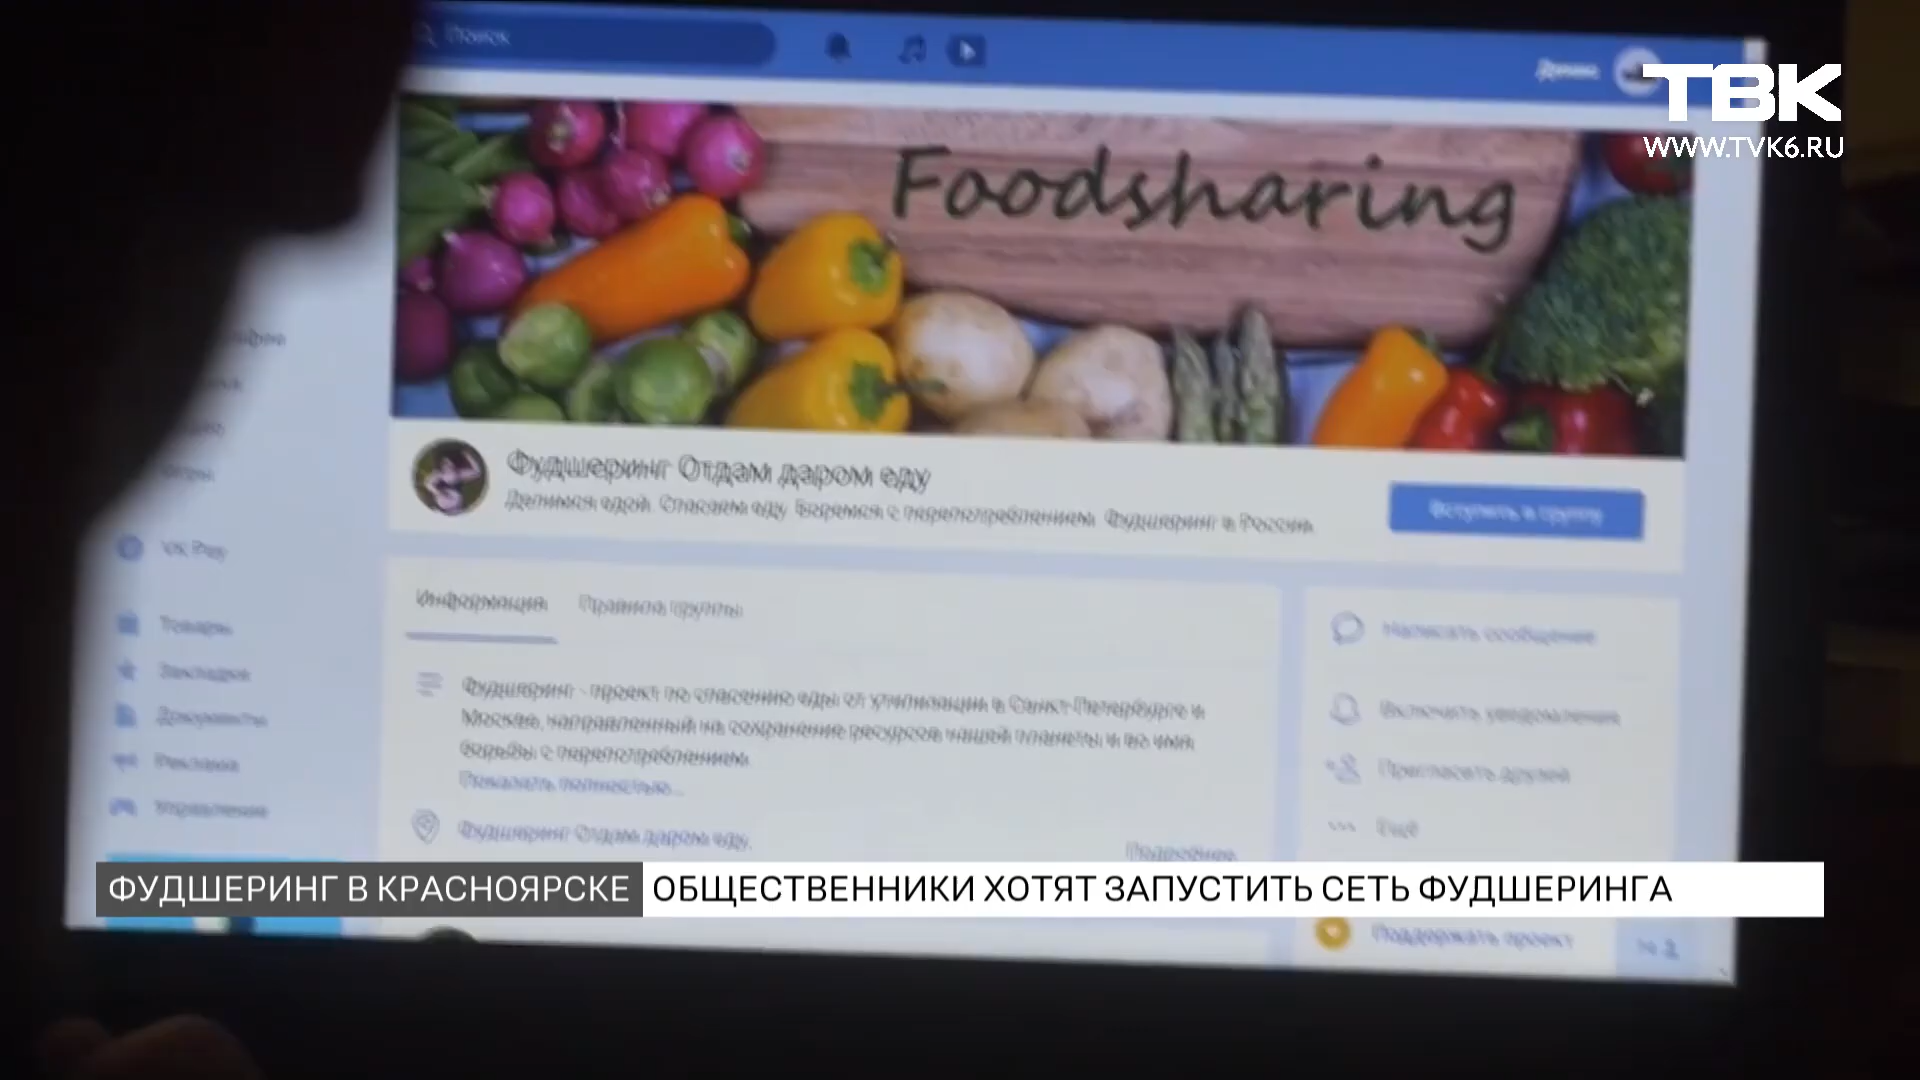 Поиск
ТВК
WWW.TVK6.RU
Foodsharing
Фудшеринг Отдам даром еду
Делимся едой. Спасаем еду. Боремся с перепотреблением. Фудшеринг в России.
Вступить в группу
VK Pay
Товары
Закладки
Документы
Реклама
Управление
Информация
Правила группы
Фудшеринг - проект по спасению еды от утилизации в Санкт-Петербурге и
Москве, направленный на сохранение ресурсов нашей планеты и во имя
борьбы с перепотреблением.
Показать полностью...
Фудшеринг Отдам даром еду.
Подробнее
Написать сообщение
Включить уведомления
Пригласить друзей
Ещё
ФУДШЕРИНГ В КРАСНОЯРСКЕ
ОБЩЕСТВЕННИКИ ХОТЯТ ЗАПУСТИТЬ СЕТЬ ФУДШЕРИНГА
Поддержать проект